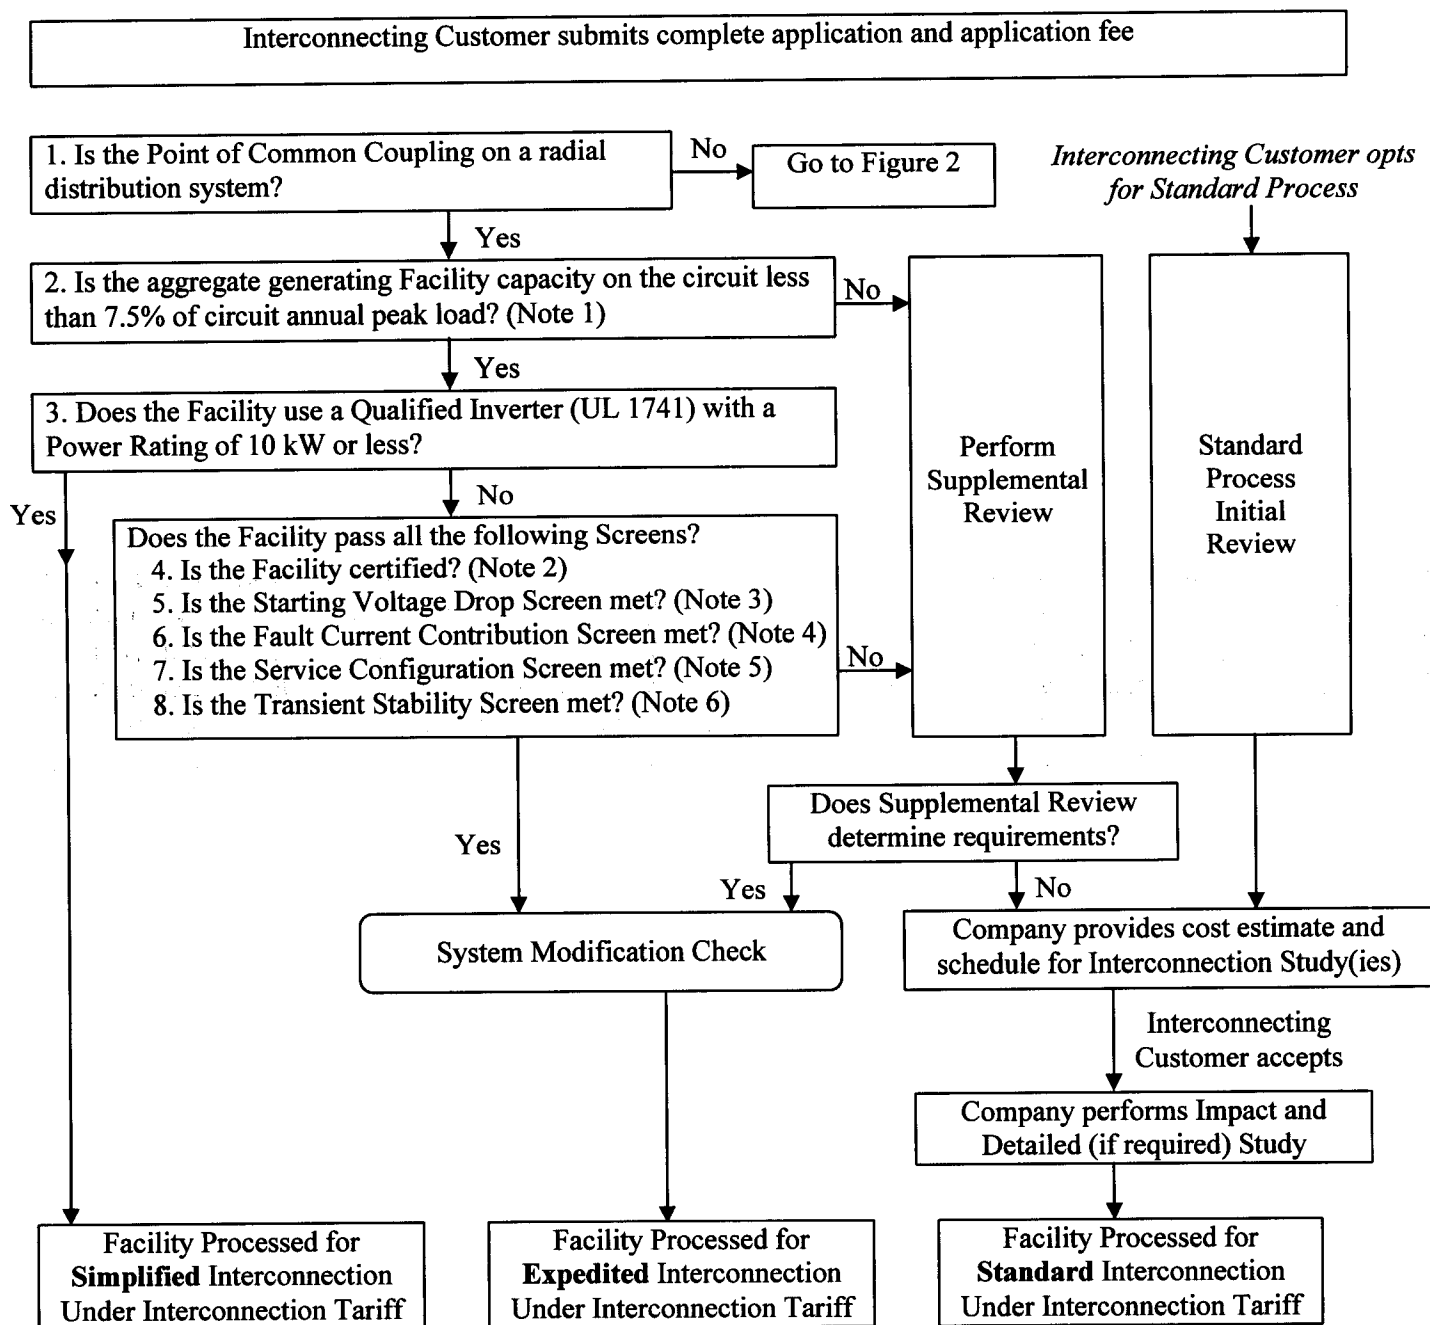 Interconnecting Customer submits complete application and application fee
1. Is the Point of Common Coupling on a radial
distribution system?
No
Go to Figure 2
Interconnecting Customer opts
for Standard Process
Yes
2. Is the aggregate generating Facility capacity on the circuit less
than 7.5% of circuit annual peak load? (Note 1)
No
Yes
3. Does the Facility use a Qualified Inverter (UL 1741) with a
Power Rating of 10 kW or less?
Perform
Supplemental
Review
Standard
Process
Initial
Review
Yes
No
Does the Facility pass all the following Screens?
4. Is the Facility certified? (Note 2)
5. Is the Starting Voltage Drop Screen met? (Note 3)
6. Is the Fault Current Contribution Screen met? (Note 4)
7. Is the Service Configuration Screen met? (Note 5)
8. Is the Transient Stability Screen met? (Note 6)
No
Does Supplemental Review
determine requirements?
Yes
Yes
No
System Modification Check
Company provides cost estimate and
schedule for Interconnection Study(ies)
Interconnecting
Customer accepts
Company performs Impact and
Detailed (if required) Study
Facility Processed for
Simplified Interconnection
Under Interconnection Tariff
Facility Processed for
Expedited Interconnection
Under Interconnection Tariff
Facility Processed for
Standard Interconnection
Under Interconnection Tariff